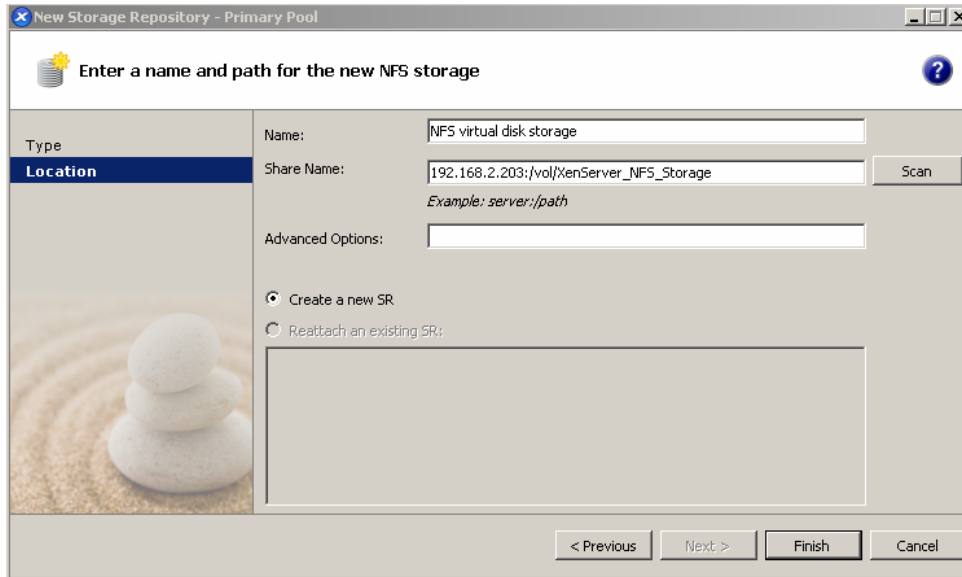 New Storage Repository - Primary Pool
Enter a name and path for the new NFS storage
?
Type
Location
Name:
NFS virtual disk storage
Share Name:
192.168.2.203:/vol/XenServer_NFS_Storage
Scan
Example: server:/path
Advanced Options:
Create a new SR
Reattach an existing SR:
< Previous
Next >
Finish
Cancel